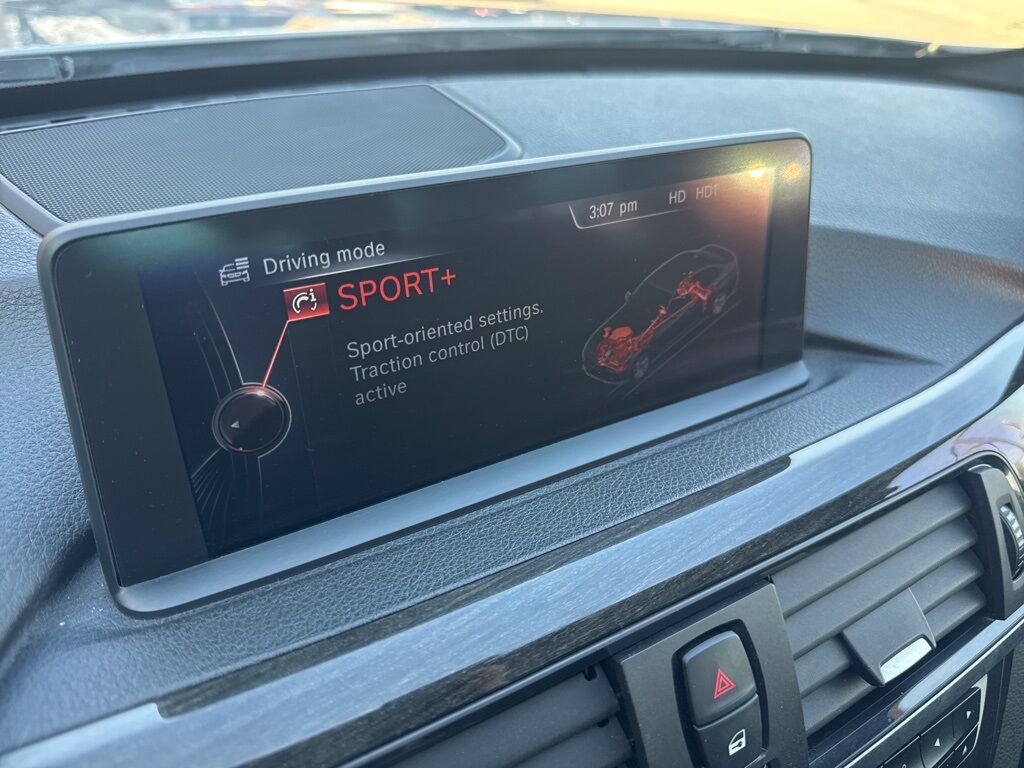 3:07 pm HD HD1
Driving mode
SPORT+
Sport-oriented settings.
Traction control (DTC)
active